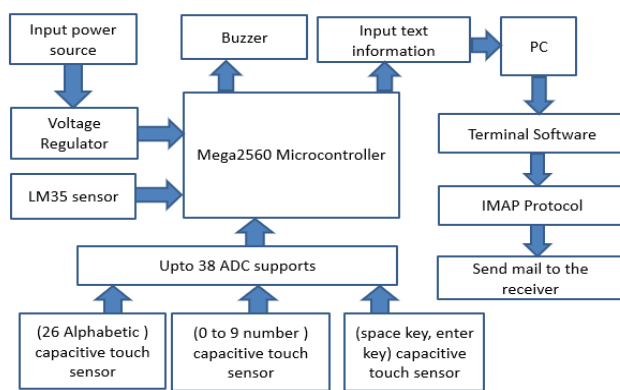 Input power
source
Buzzer
Input text
information
PC
Voltage
Regulator
Mega2560 Microcontroller
Terminal Software
LM35 sensor
IMAP Protocol
Upto 38 ADC supports
Send mail to the
receiver
(26 Alphabetic )
capacitive touch
sensor
(0 to 9 number )
capacitive touch
sensor
(space key, enter
key) capacitive
touch sensor